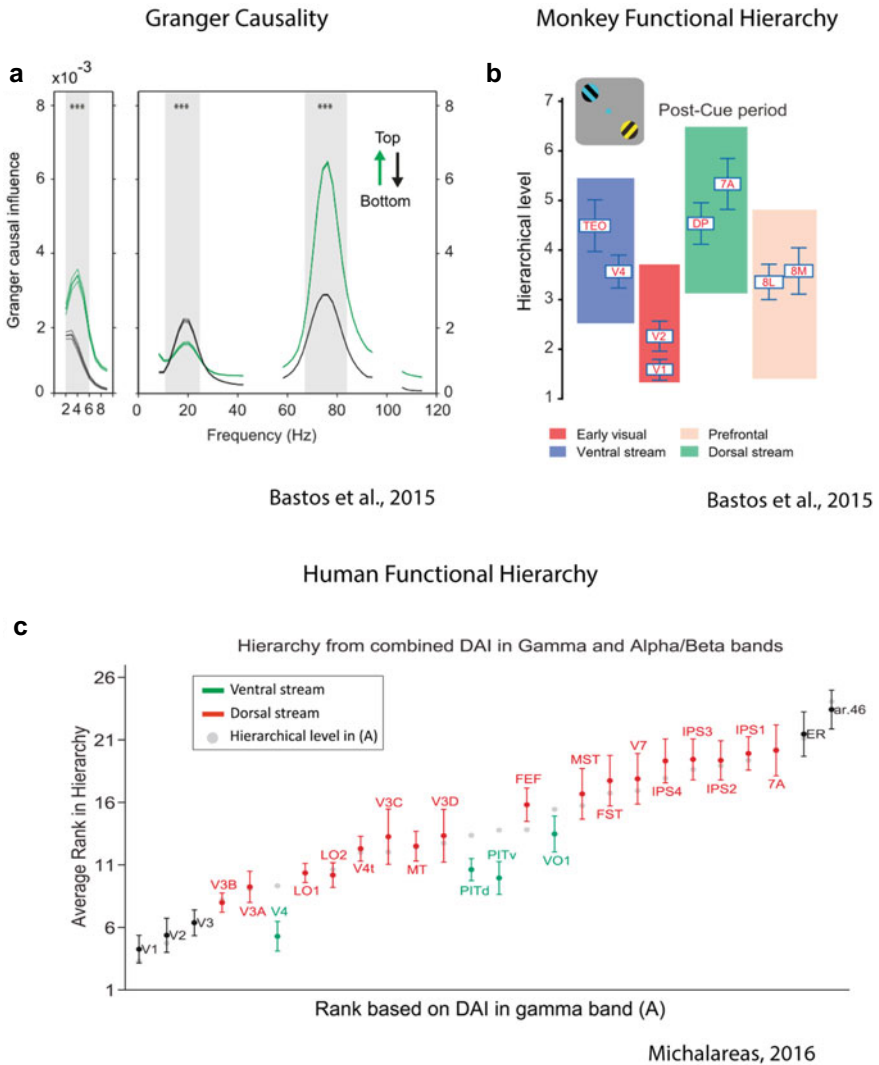 Granger Causality
Monkey Functional Hierarchy
a
x10⁻³
8
6
4
2
0
***
***
***
Top
Bottom
8
6
4
2
0
Granger causal influence
2 4 6 8
0 20 40 60 80 100 120
114
Frequency (Hz)
Bastos et al., 2015
b
Post-Cue period
7
6
5
4
3
2
1
Hierarchical level
TEO
V4
V2
V1
DP
7A
8L
8M
Early visual
Prefrontal
Ventral stream
Dorsal stream
Bastos et al., 2015
Human Functional Hierarchy
c
Hierarchy from combined DAI in Gamma and Alpha/Beta bands
26
21
16
11
6
1
Average Rank in Hierarchy
Ventral stream
Dorsal stream
Hierarchical level in (A)
V1
V2
V3
V3B
V3A
V4
LO1
LO2
V4t
V3C
MT
V3D
PITd
PITv
FEF
VO1
MST
FST
V7
IPS4
IPS3
IPS2
IPS1
7A
ER
ar.46
Rank based on DAI in gamma band (A)
Michalareas, 2016